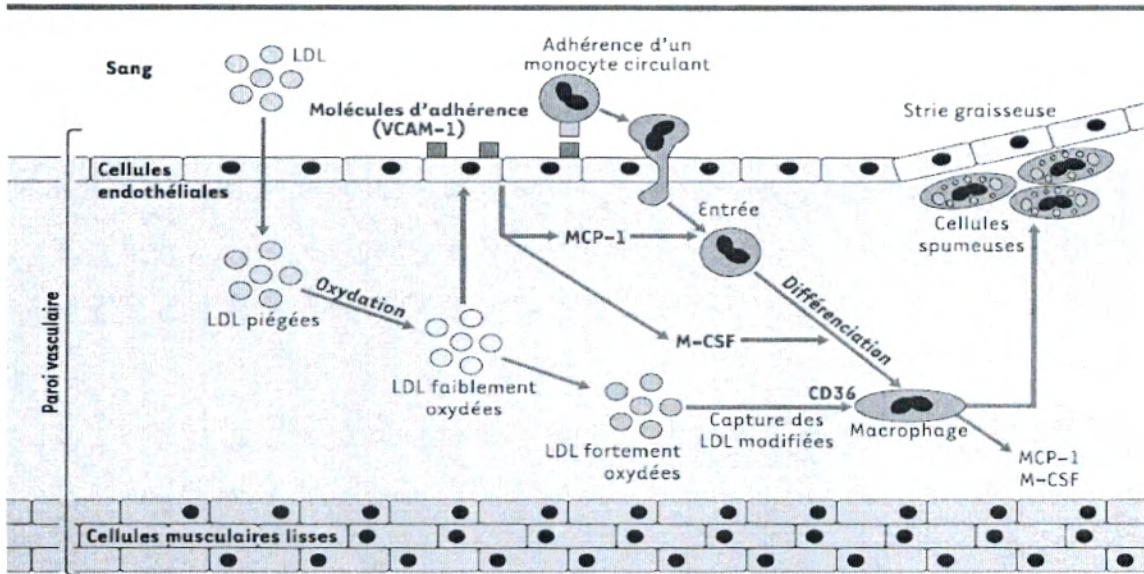 LDL
Adhérence d'un
monocyte circulant
Sang
Molécules d'adhérence
(VCAM-1)
Strie graisseuse
Cellules
endothéliales
Entrée
MCP-1
Cellules
spumeuses
Oxydation
LDL piégées
Différenciation
M-CSF
Paroi vasculaire
LDL faiblement
oxydées
CD36
Capture des
LDL modifiées
Macrophage
LDL fortement
oxydées
MCP-1
M-CSF
Cellules musculaires lisses